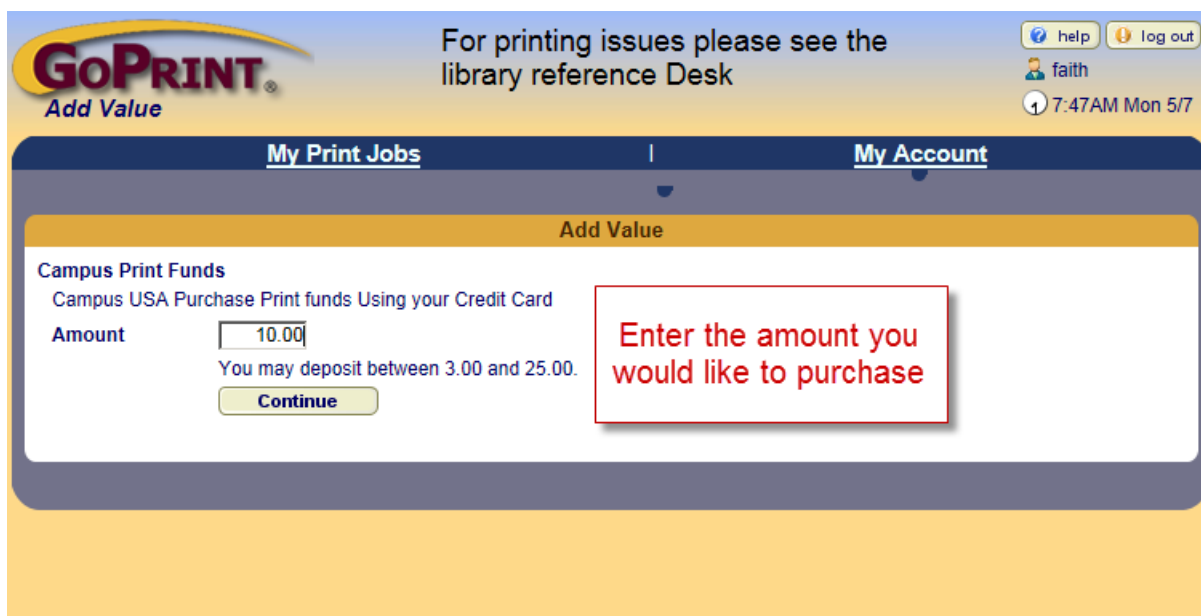 GOPRINT®
Add Value
For printing issues please see the
library reference Desk
help
log out
faith
7:47AM Mon 5/7
My Print Jobs | My Account
Add Value
Campus Print Funds
Campus USA Purchase Print funds Using your Credit Card
Amount 10.00
You may deposit between 3.00 and 25.00.
Continue
Enter the amount you
would like to purchase